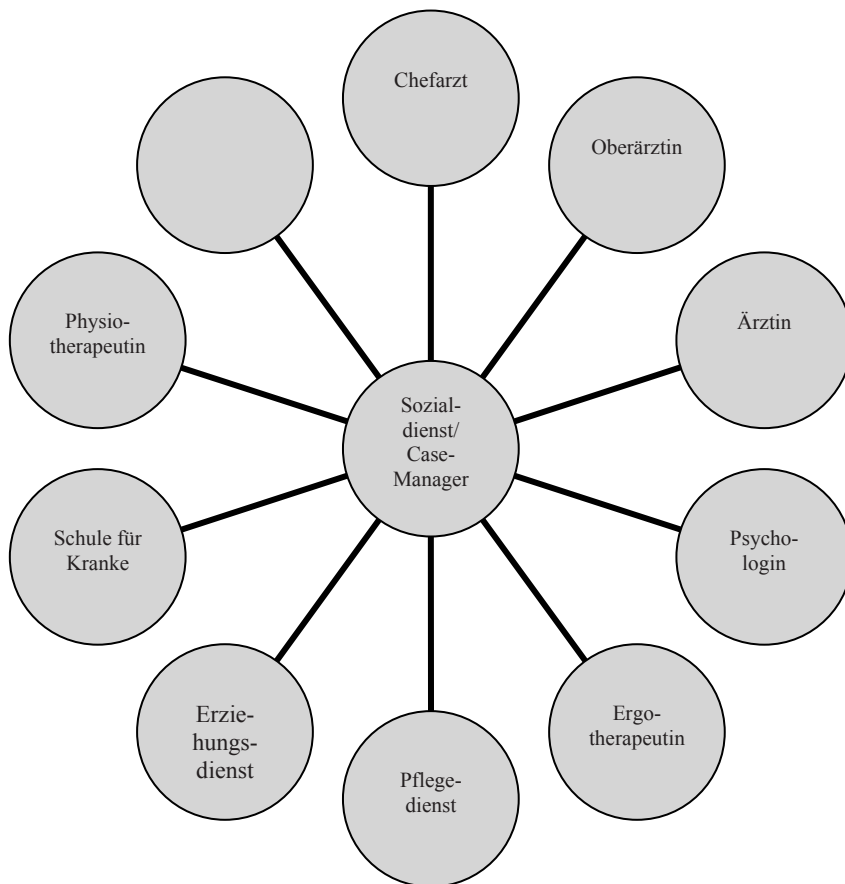 Chefarzt
Oberärztin
Ärztin
Psycho-
login
Ergo-
therapeutin
Pflege-
dienst
Erzie-
hungs-
dienst
Schule für
Kranke
Physio-
therapeutin
Sozial-
dienst/
Case-
Manager